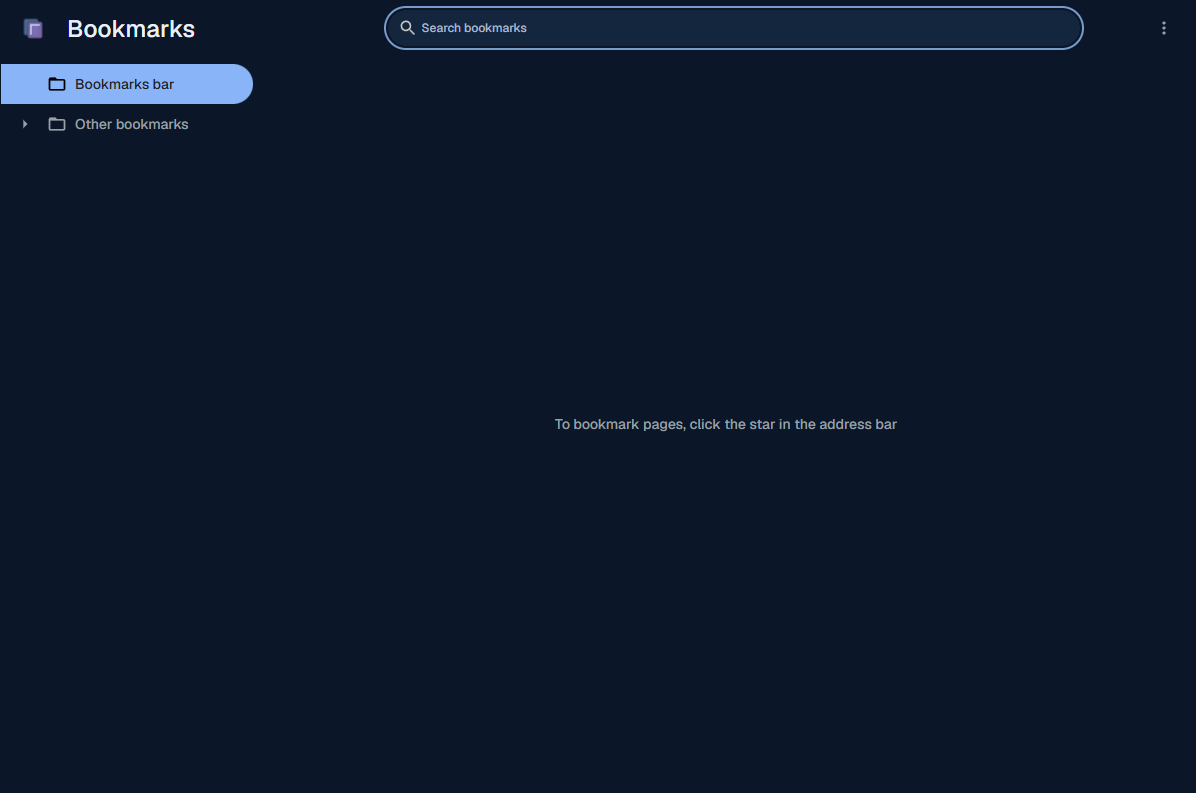 Bookmarks
Search bookmarks
Bookmarks bar
Other bookmarks
To bookmark pages, click the star in the address bar